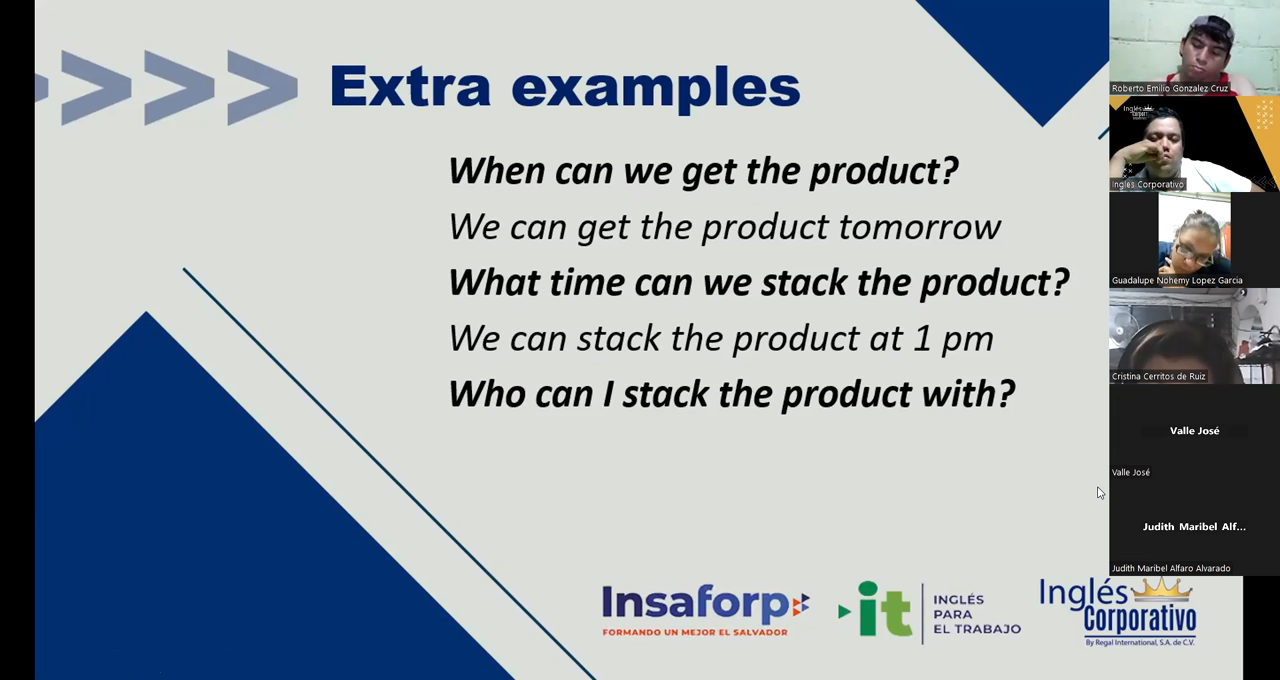 Extra examples
When can we get the product?
We can get the product tomorrow
What time can we stack the product?
We can stack the product at 1 pm
Who can I stack the product with?
Insaforp
FORMANDO UN MEJOR EL SALVADOR
it
INGLÉS
PARA
EL TRABAJO
Inglés
Corporativo
By Regal International, S.A. de C.V.
Roberto Emilio Gonzalez Cruz
Inglés
Corporativo
Ingles Corporativo
Guadalupe Nohemy Lopez Garcia
Cristina Cerritos de Ruiz
Valle José
Valle José
Judith Maribel Alf...
Judith Maribel Alfaro Alvarado